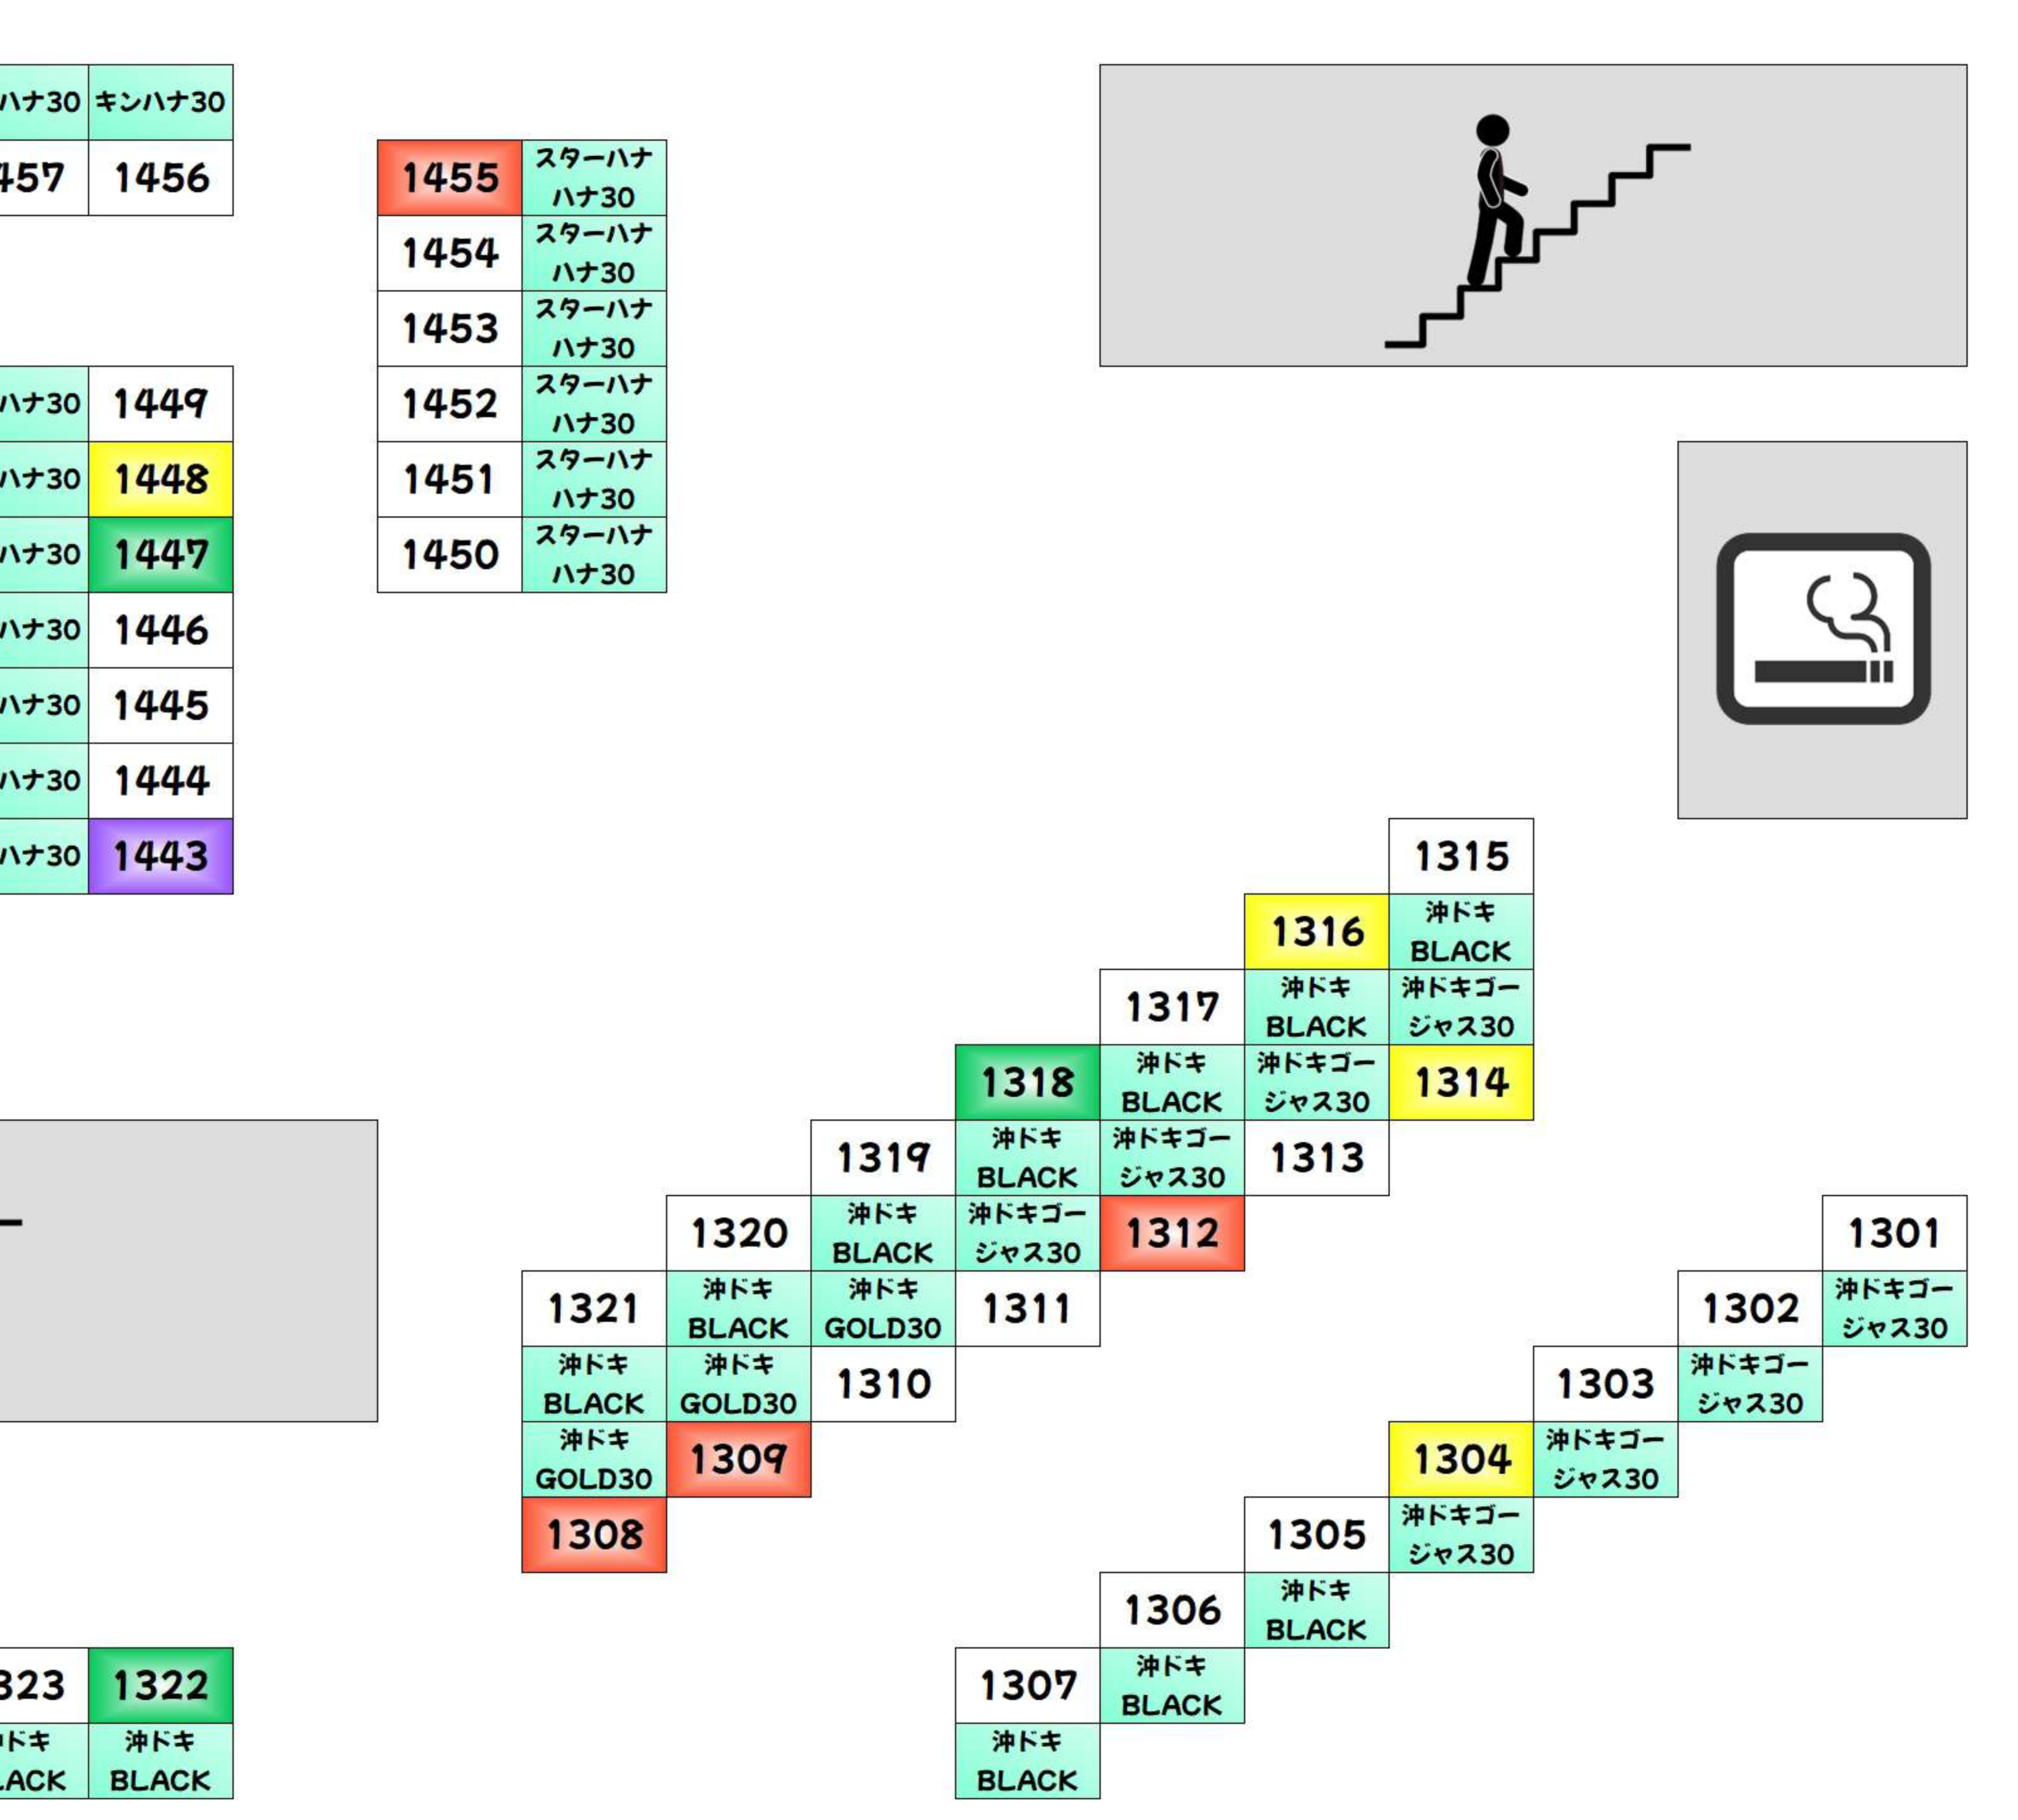 ハナ30 キンハナ30
457 1456
1455 スターハナ
ハナ30
1454 スターハナ
ハナ30
1453 スターハナ
ハナ30
1452 スターハナ
ハナ30
1451 スターハナ
ハナ30
1450 スターハナ
ハナ30
ハナ30 1449
ハナ30 1448
ハナ30 1447
ハナ30 1446
ハナ30 1445
ハナ30 1444
ハナ30 1443
1315
1316 沖ドキ
BLACK
1317 沖ドキ 沖ドキゴー
BLACK ジャス30
1318 沖ドキ 沖ドキゴー 1314
BLACK ジャス30
1319 沖ドキ 沖ドキゴー 1313
BLACK ジャス30
1320 沖ドキ 沖ドキゴー 1312
BLACK ジャス30
1321 沖ドキ 沖ドキ 1311
BLACK GOLD30
沖ドキ 沖ドキ 1310
BLACK GOLD30
沖ドキ 1309
GOLD30
1308
1301
1302 沖ドキゴー
ジャス30
1303 沖ドキゴー
ジャス30
1304 沖ドキゴー
ジャス30
1305 沖ドキゴー
ジャス30
1306 沖ドキ
BLACK
1307 沖ドキ
BLACK
沖ドキ
BLACK
323 1322
ドキ 沖ドキ
ACK BLACK